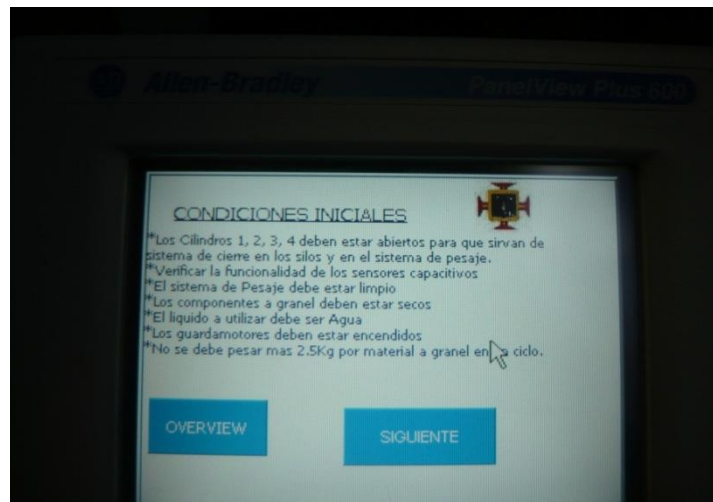 Allen-Bradley
PanelView Plus 600
CONDICIONES INICIALES
*Los Cilindros 1, 2, 3, 4 deben estar abiertos para que sirvan de
sistema de cierre en los silos y en el sistema de pesaje.
*Verificar la funcionalidad de los sensores capacitivos
*El sistema de Pesaje debe estar limpio
*Los componentes a granel deben estar secos
*El liquido a utilizar debe ser Agua
*Los guardamotores deben estar encendidos
*No se debe pesar mas 2.5Kg por material a granel en ciclo.
OVERVIEW
SIGUIENTE